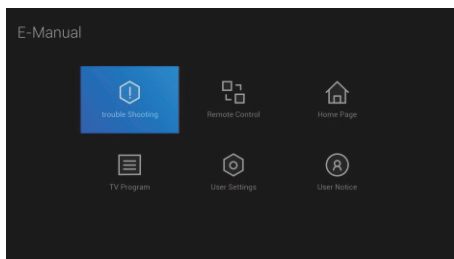 E-Manual
trouble Shooting
Remote Control
Home Page
TV Program
User Settings
User Notice